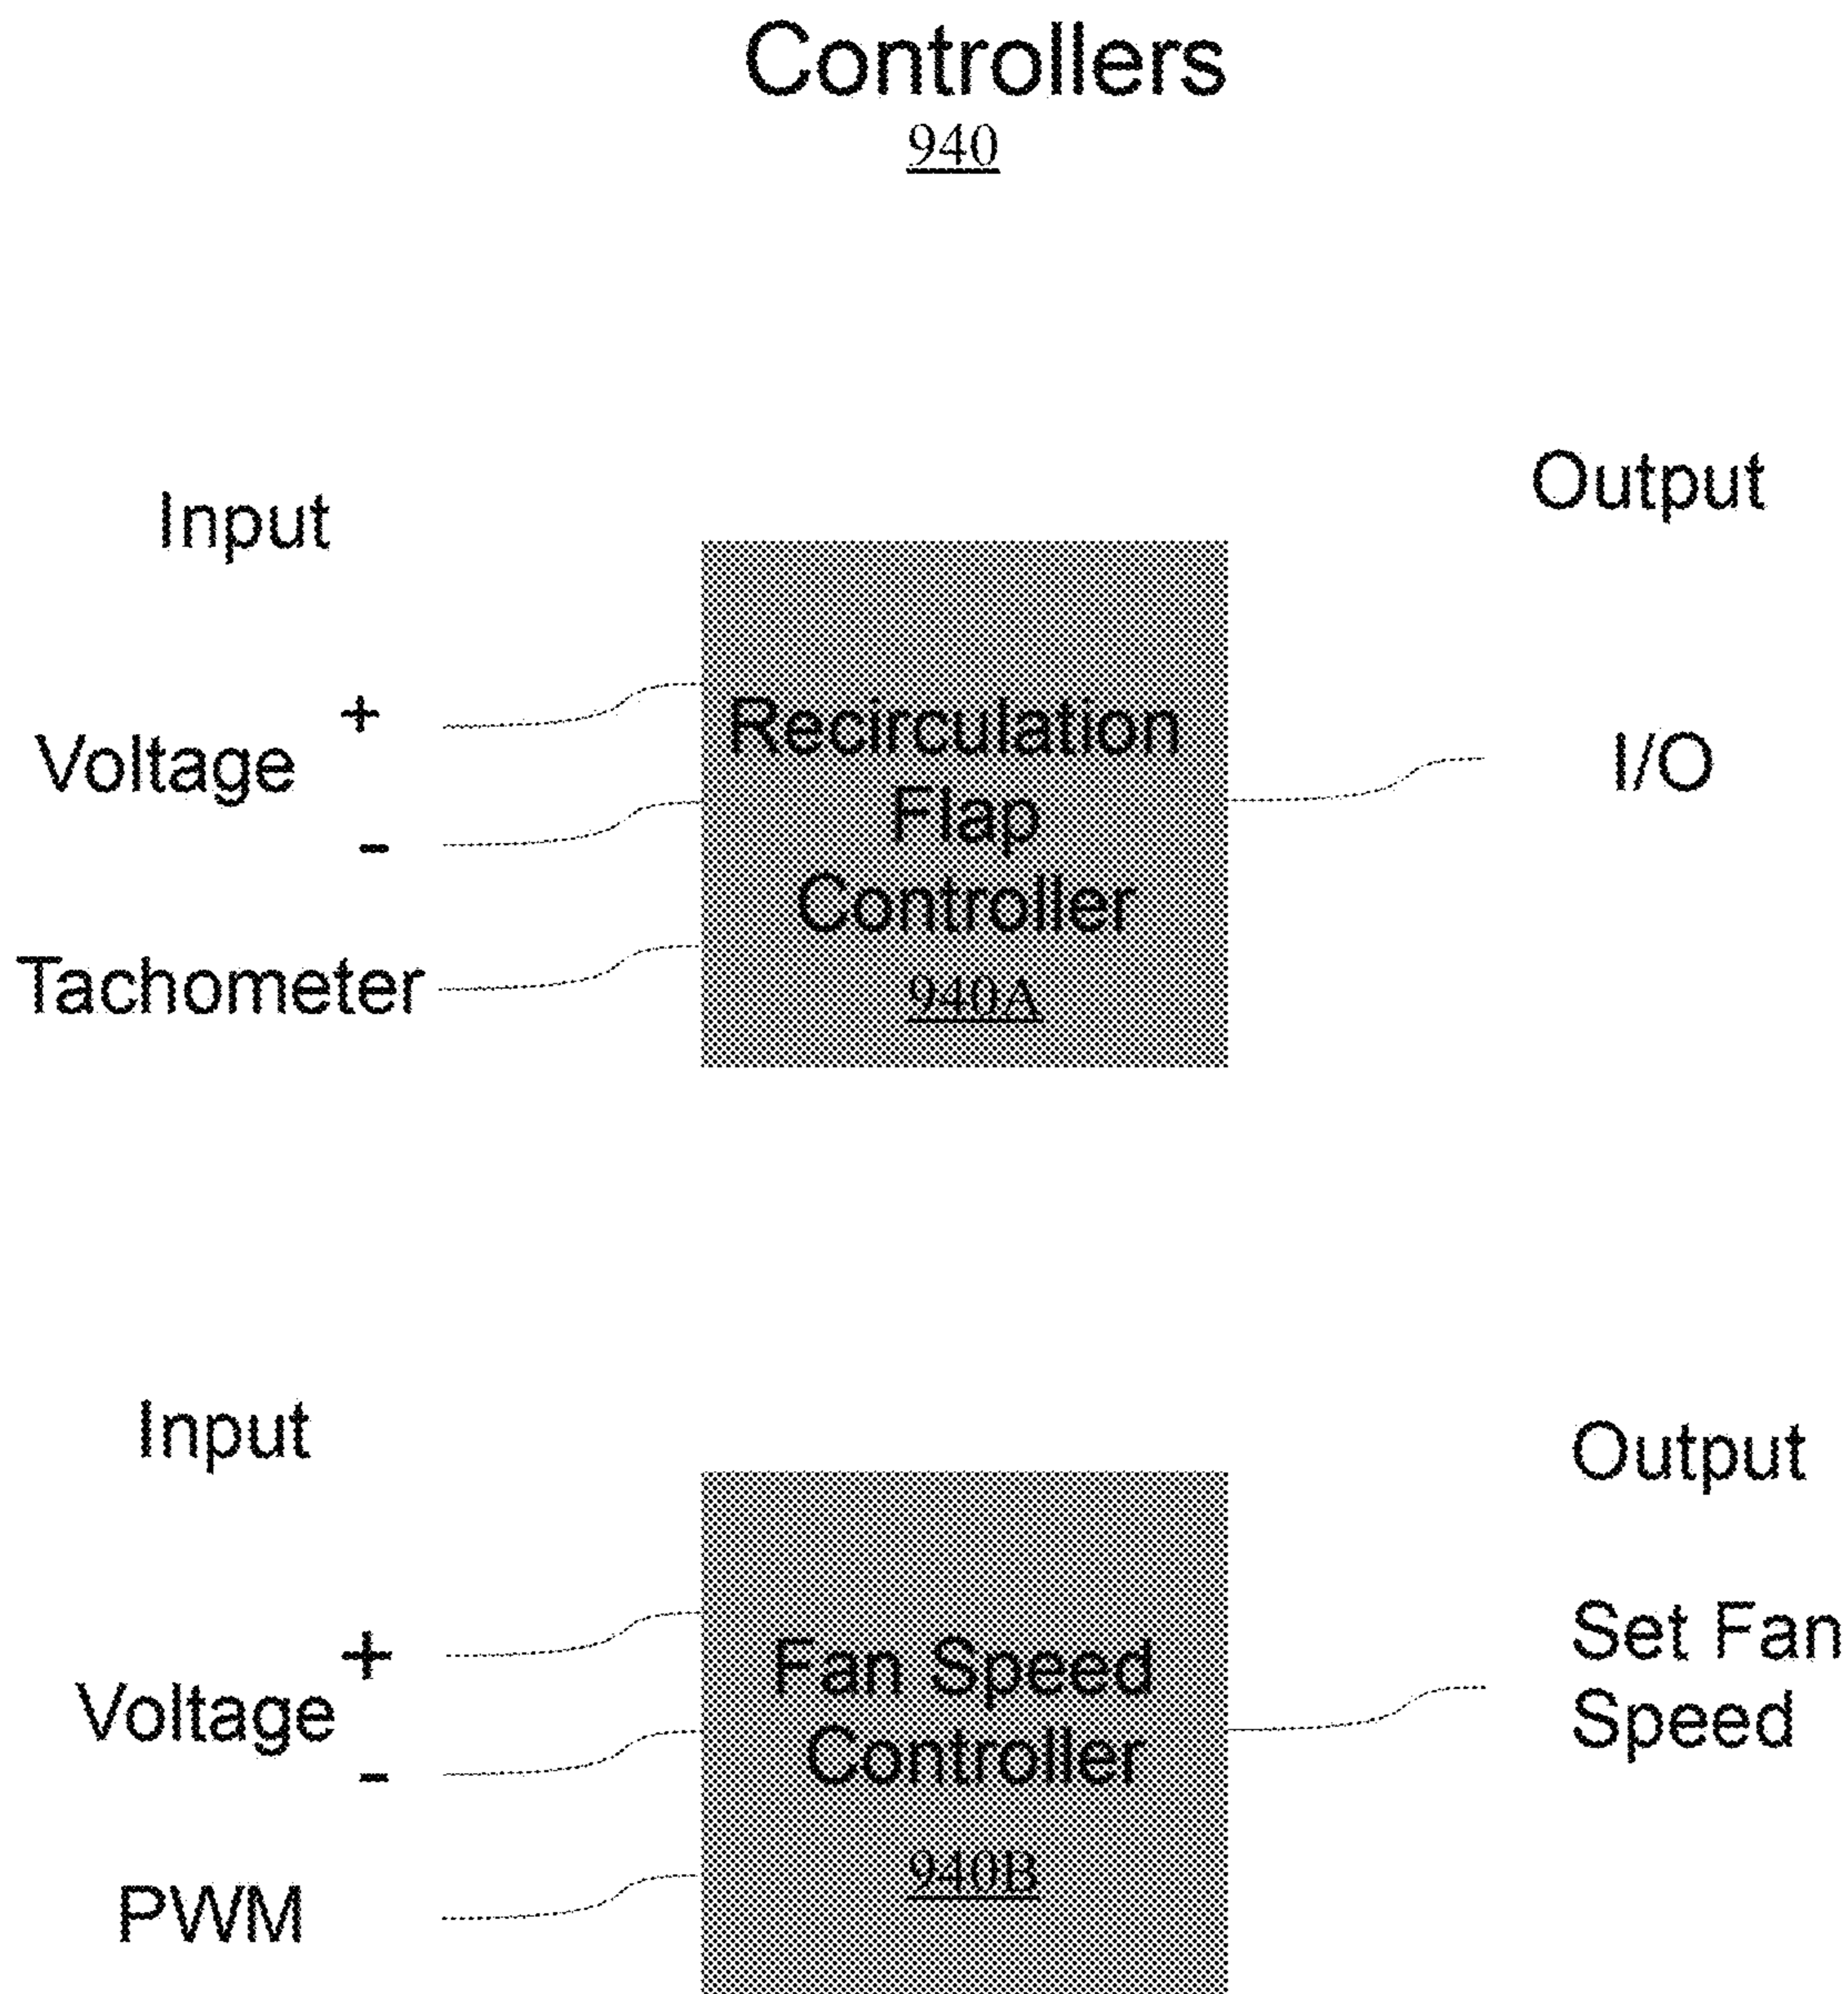 Controllers
940
Input
Output
+
Voltage
-
Tachometer
Recirculation
Flap
Controller
940A
I/O
Input
Output
+
Voltage
-
PWM
Fan Speed
Controller
940B
Set Fan
Speed